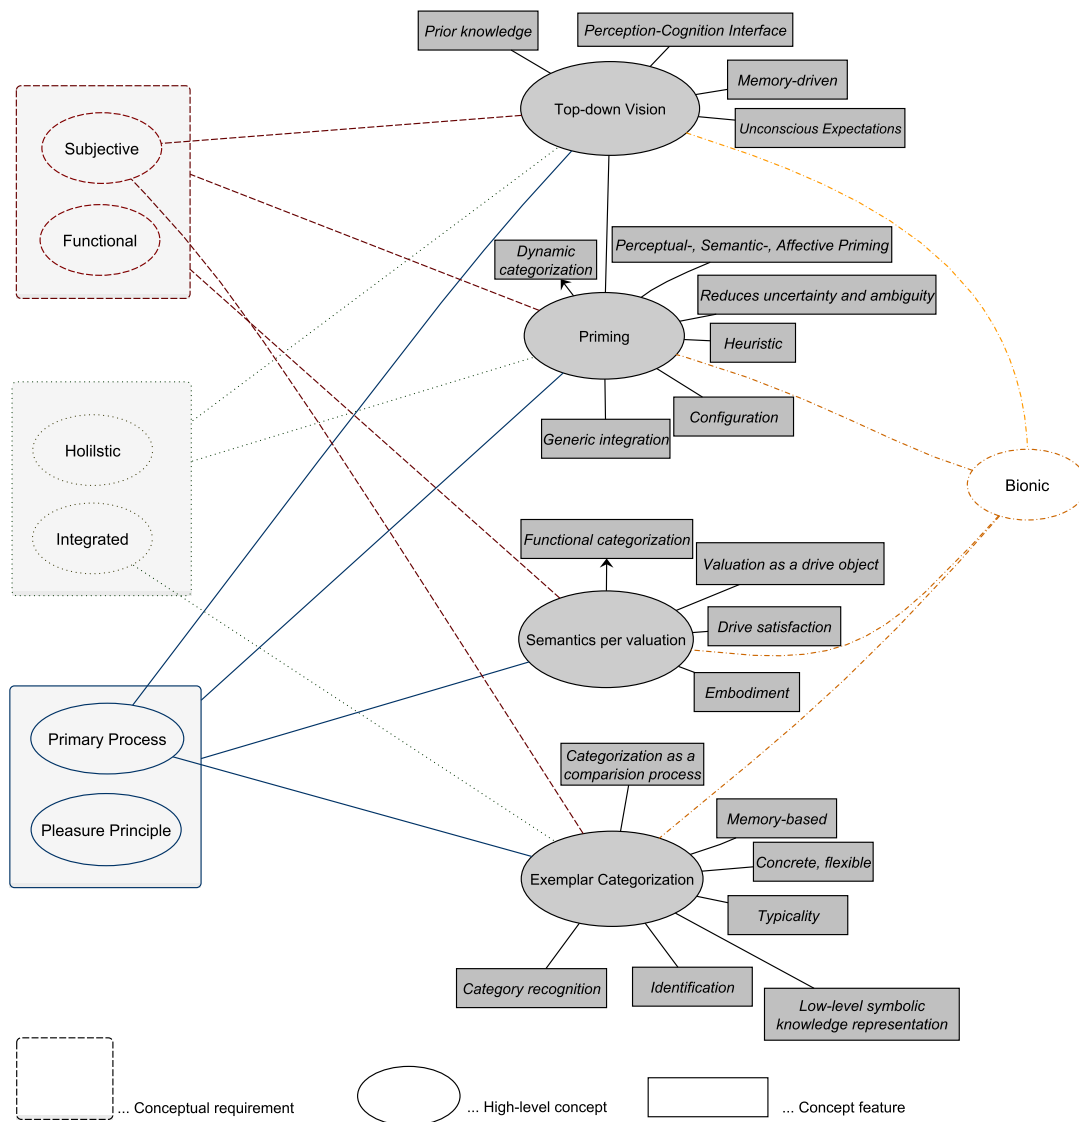 Prior knowledge
Perception-Cognition Interface
Memory-driven
Top-down Vision
Unconscious Expectations
Subjective
Functional
Dynamic
categorization
Perceptual-, Semantic-, Affective Priming
Reduces uncertainty and ambiguity
Priming
Heuristic
Configuration
Generic integration
Holilstic
Integrated
Bionic
Functional categorization
Valuation as a drive object
Drive satisfaction
Semantics per valuation
Embodiment
Primary Process
Pleasure Principle
Categorization as a
comparision process
Memory-based
Concrete, flexible
Exemplar Categorization
Typicality
Category recognition
Identification
Low-level symbolic
knowledge representation
... Conceptual requirement
... High-level concept
... Concept feature